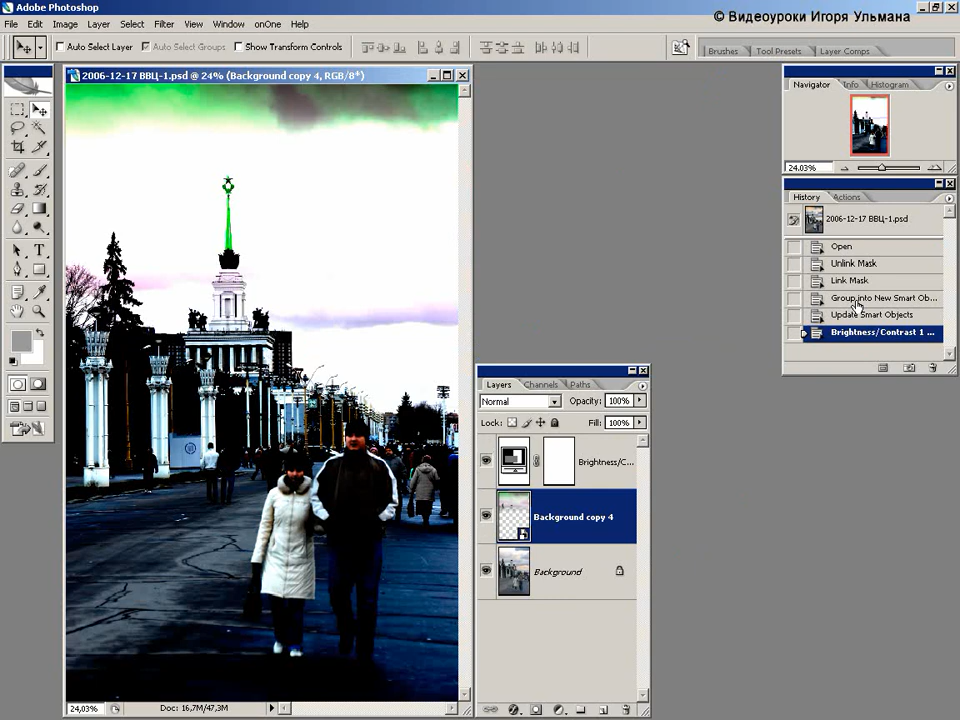 Adobe Photoshop
© Видеоуроки Игоря Ульмана
File Edit Image Layer Select Filter View Window onOne Help
Auto Select Layer Auto Select Groups Show Transform Controls
Brushes Tool Presets Layer Comps
2006-12-17 ВВЦ-1.psd @ 24% (Background copy 4, RGB/8*)
Navigator Info Histogram
24.03%
History Actions
2006-12-17 ВВЦ-1.psd
Open
Unlink Mask
Link Mask
Group into New Smart Ob...
Update Smart Objects
Brightness/Contrast 1 ...
Layers Channels Paths
Normal Opacity: 100%
Lock: Fill: 100%
Brightness/C...
Background copy 4
Background
24,03% Doc: 16,7M/47,3M